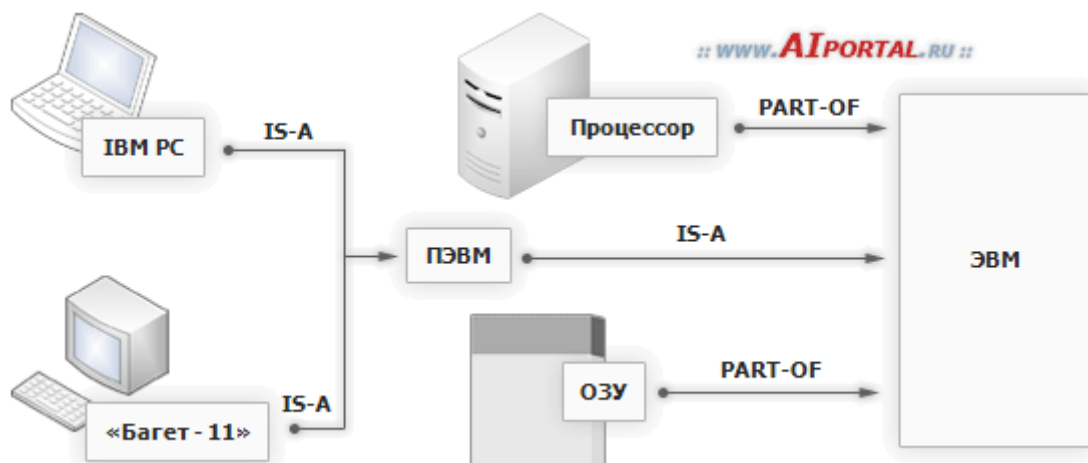 :: WWW.AIPORTAL.RU ::
IBM PC
IS-A
Процессор
PART-OF
ПЭВМ
IS-A
ЭВМ
«Багет - 11»
IS-A
ОЗУ
PART-OF